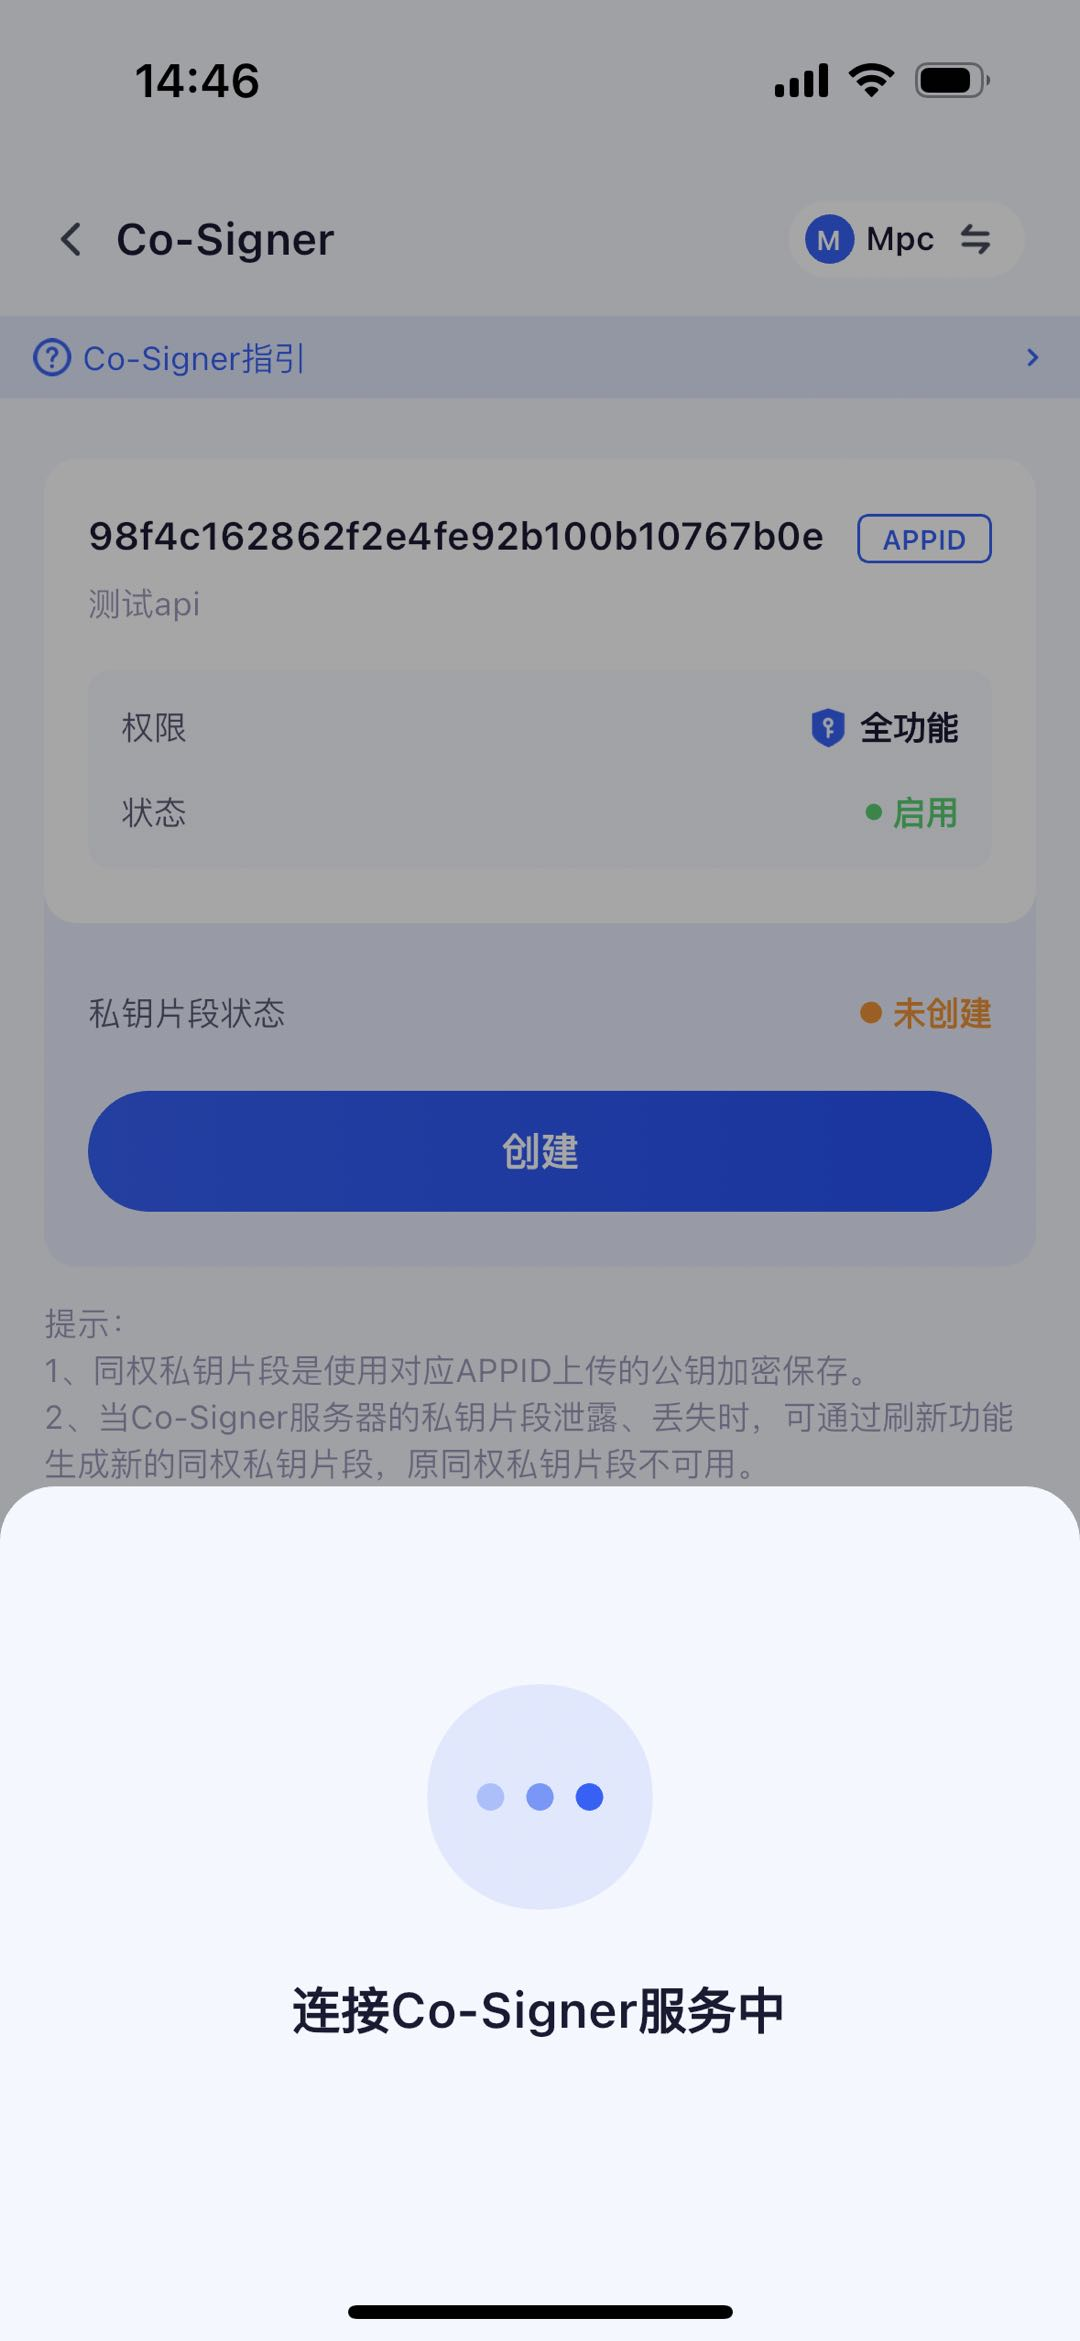 14:46
Co-Signer
M Mpc
Co-Signer指引
98f4c162862f2e4fe92b100b10767b0e APPID
测试api
权限 全功能
状态 启用
私钥片段状态 未创建
创建
提示：
1、同权私钥片段是使用对应APPID上传的公钥加密保存。
2、当Co-Signer服务器的私钥片段泄露、丢失时，可通过刷新功能
生成新的同权私钥片段，原同权私钥片段不可用。
连接Co-Signer服务中